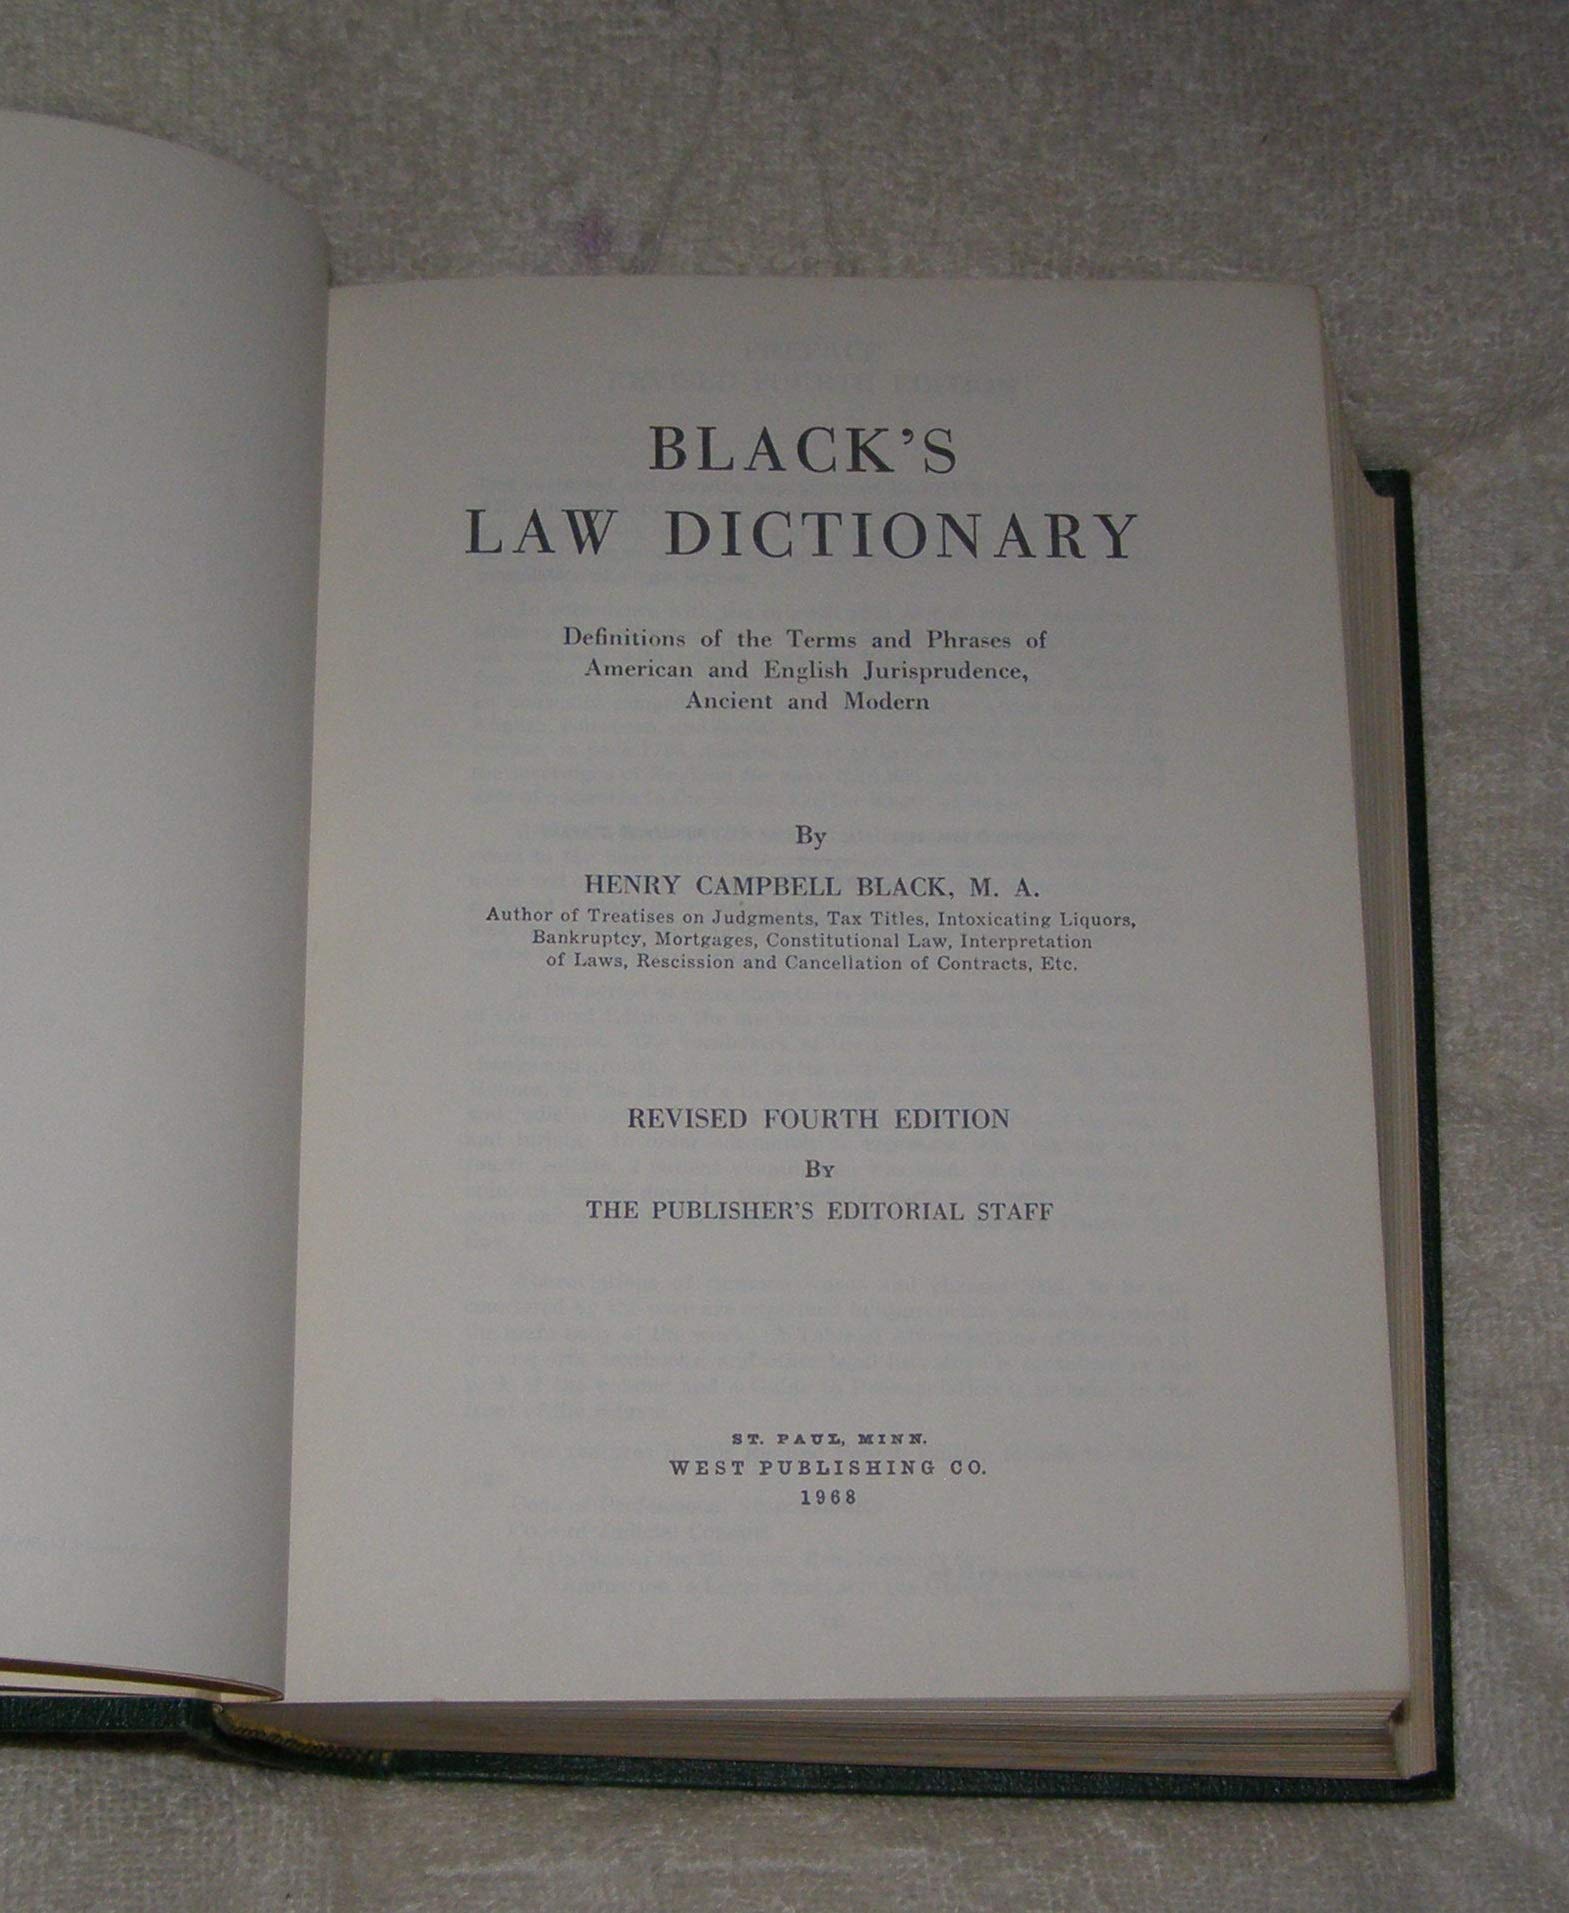 BLACK'S
LAW DICTIONARY
Definitions of the Terms and Phrases of
American and English Jurisprudence,
Ancient and Modern
By
HENRY CAMPBELL BLACK, M. A.
Author of Treatises on Judgments, Tax Titles, Intoxicating Liquors,
Bankruptcy, Mortgages, Constitutional Law, Interpretation
of Laws, Rescission and Cancellation of Contracts, Etc.
REVISED FOURTH EDITION
By
THE PUBLISHER'S EDITORIAL STAFF
ST. PAUL, MINN.
WEST PUBLISHING CO.
1968